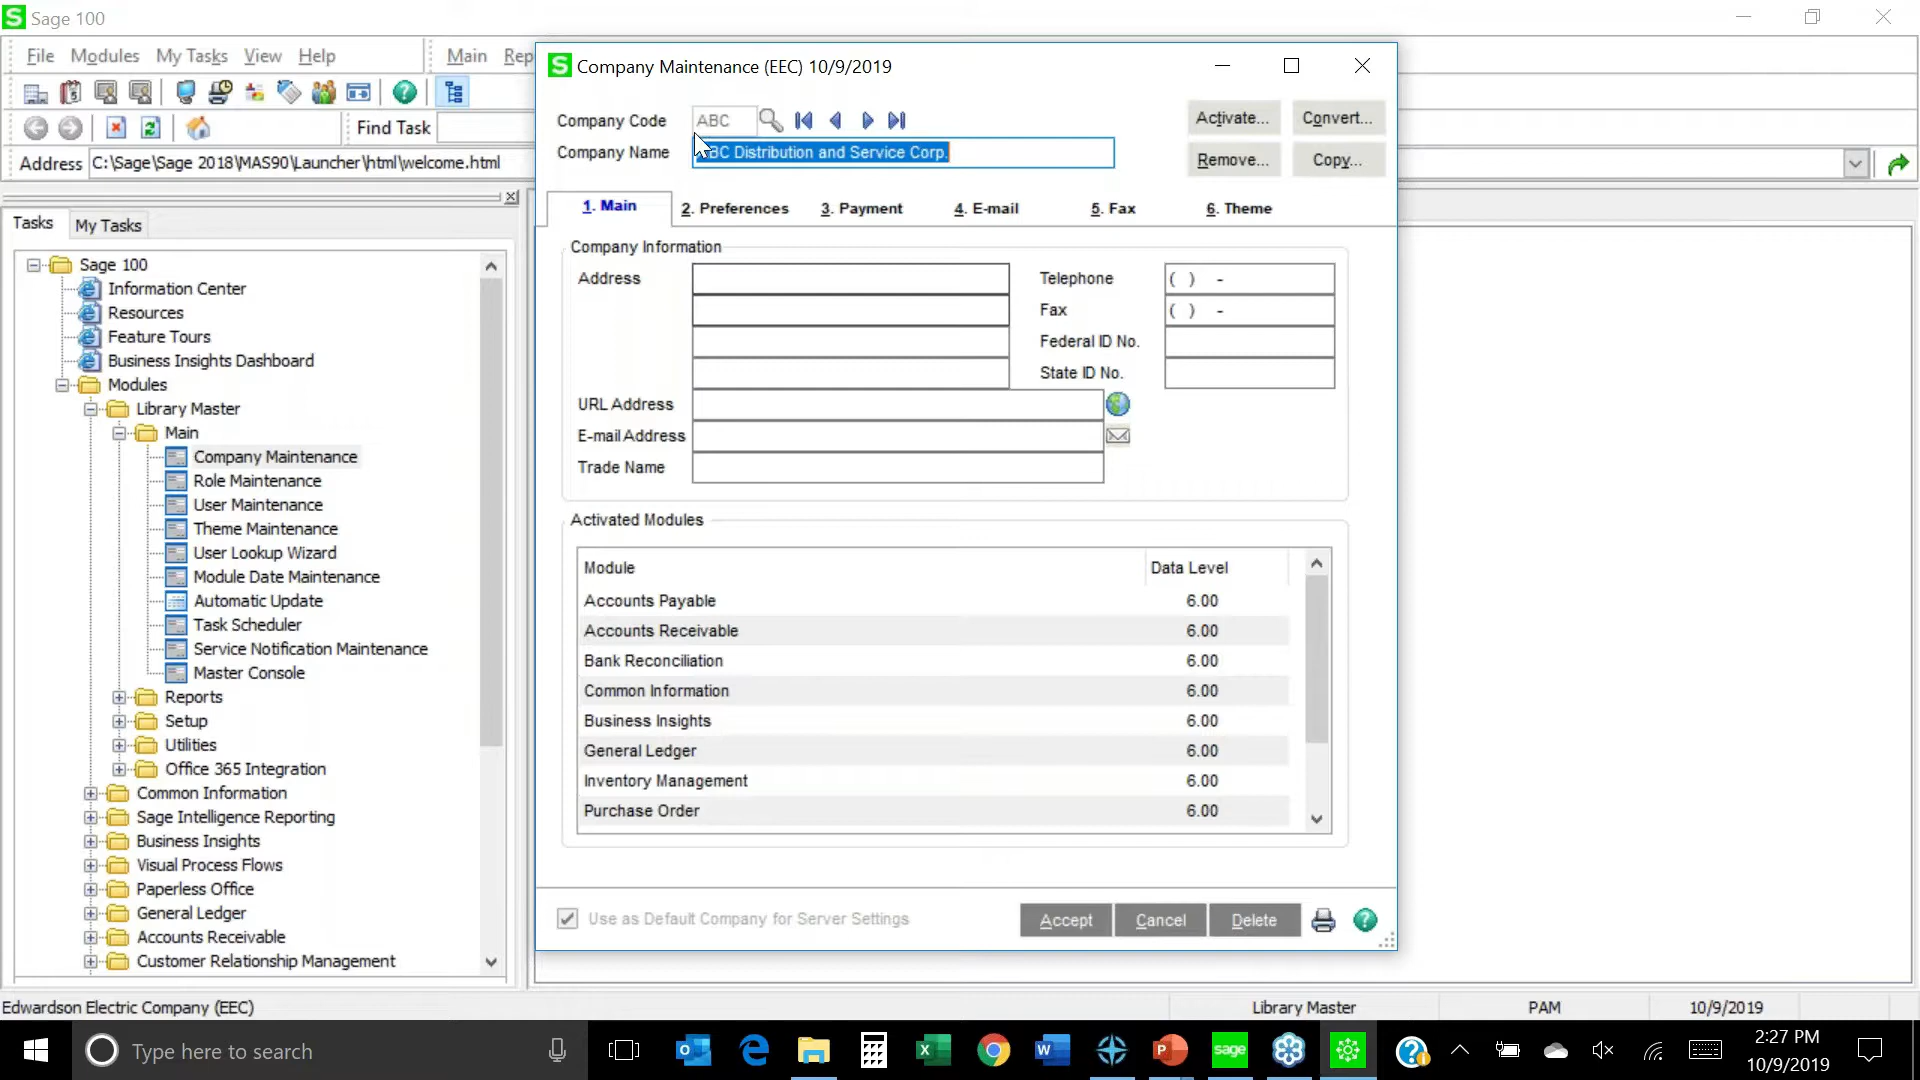 Sage 100
File Modules My Tasks View Help Main Rep
Find Task
Address C:\Sage\Sage 2018\MAS90\Launcher\html\welcome.html
Tasks My Tasks
Sage 100
Information Center
Resources
Feature Tours
Business Insights Dashboard
Modules
Library Master
Main
Company Maintenance
Role Maintenance
User Maintenance
Theme Maintenance
User Lookup Wizard
Module Date Maintenance
Automatic Update
Task Scheduler
Service Notification Maintenance
Master Console
Reports
Setup
Utilities
Office 365 Integration
Common Information
Sage Intelligence Reporting
Business Insights
Visual Process Flows
Paperless Office
General Ledger
Accounts Receivable
Customer Relationship Management
Company Maintenance (EEC) 10/9/2019
Company Code ABC
Company Name ABC Distribution and Service Corp.
Activate... Convert...
Remove... Copy...
1. Main 2. Preferences 3. Payment 4. E-mail 5. Fax 6. Theme
Company Information
Address
Telephone ( ) -
Fax ( ) -
Federal ID No.
State ID No.
URL Address
E-mail Address
Trade Name
Activated Modules
Module Data Level
Accounts Payable 6.00
Accounts Receivable 6.00
Bank Reconciliation 6.00
Common Information 6.00
Business Insights 6.00
General Ledger 6.00
Inventory Management 6.00
Purchase Order 6.00
Use as Default Company for Server Settings
Accept Cancel Delete
Edwardson Electric Company (EEC) Library Master PAM 10/9/2019
Type here to search
sage
2:27 PM
10/9/2019